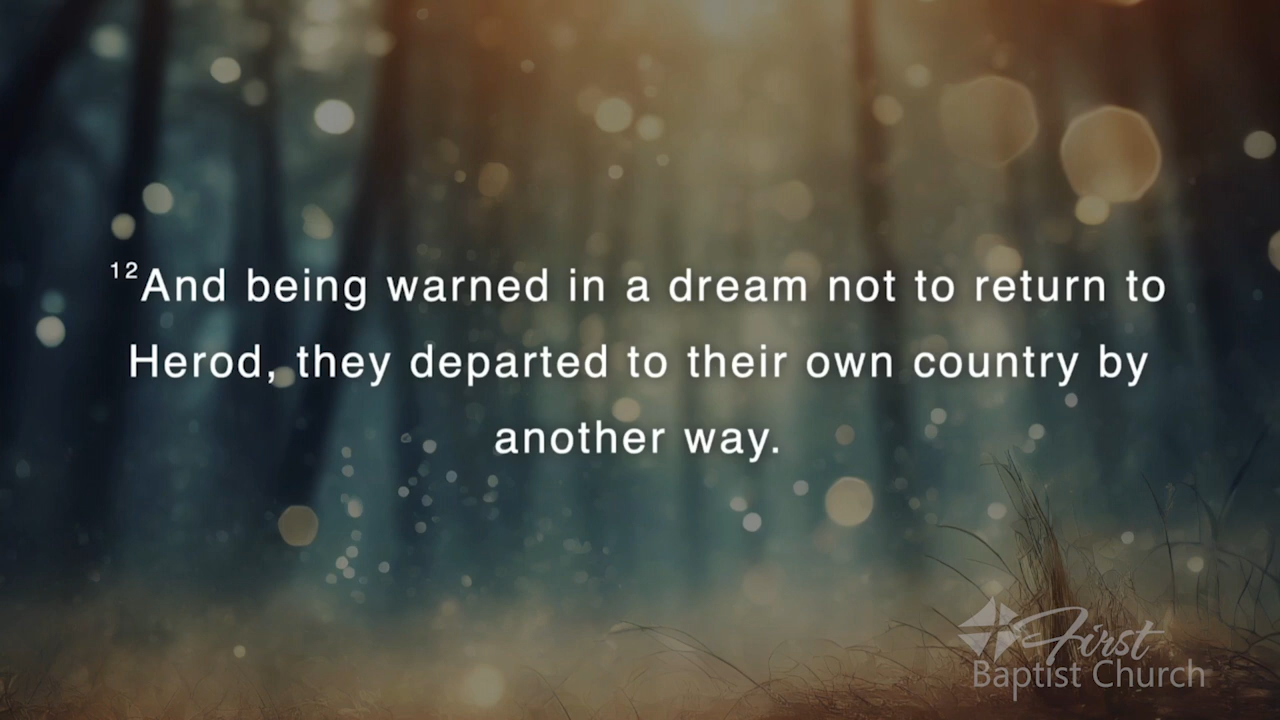 ¹²And being warned in a dream not to return to
Herod, they departed to their own country by
another way.
First
Baptist Church